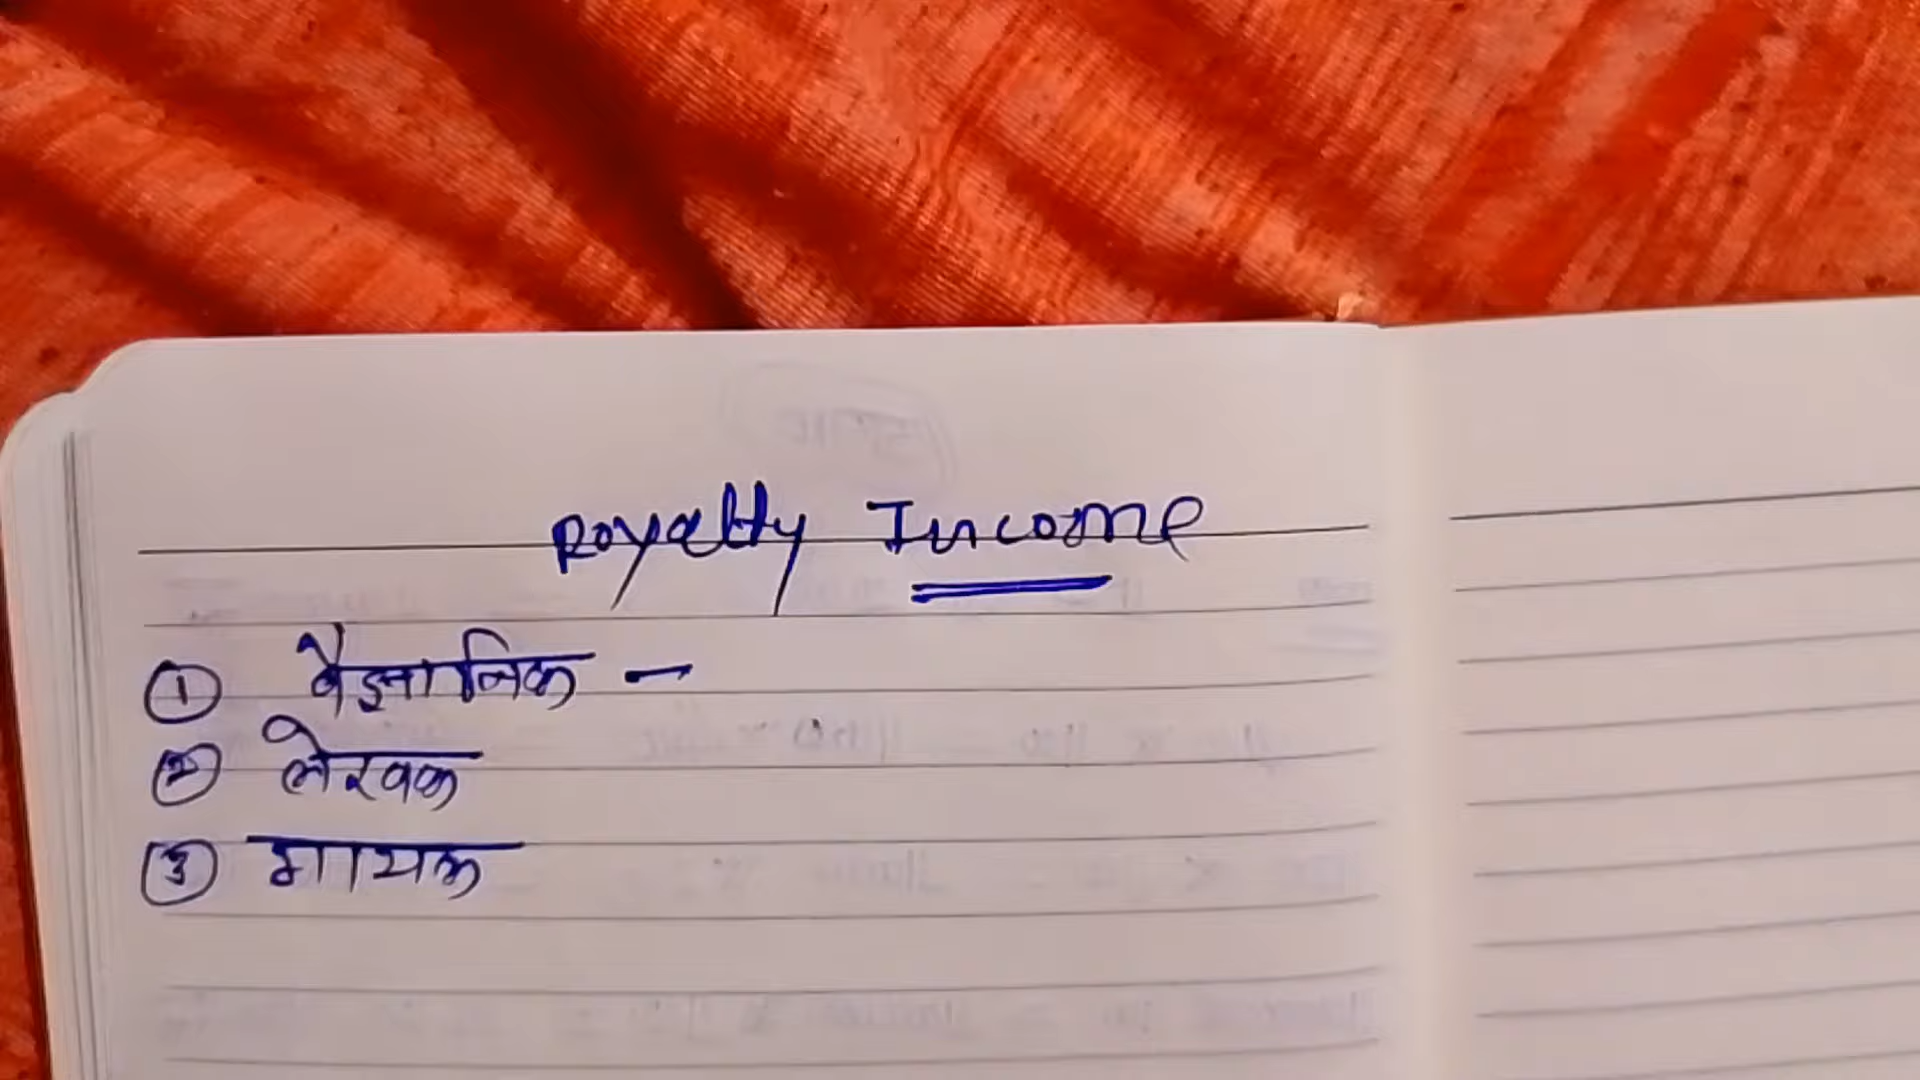 Royalty Income
① वैज्ञानिक -
② लेखक
③ गायक